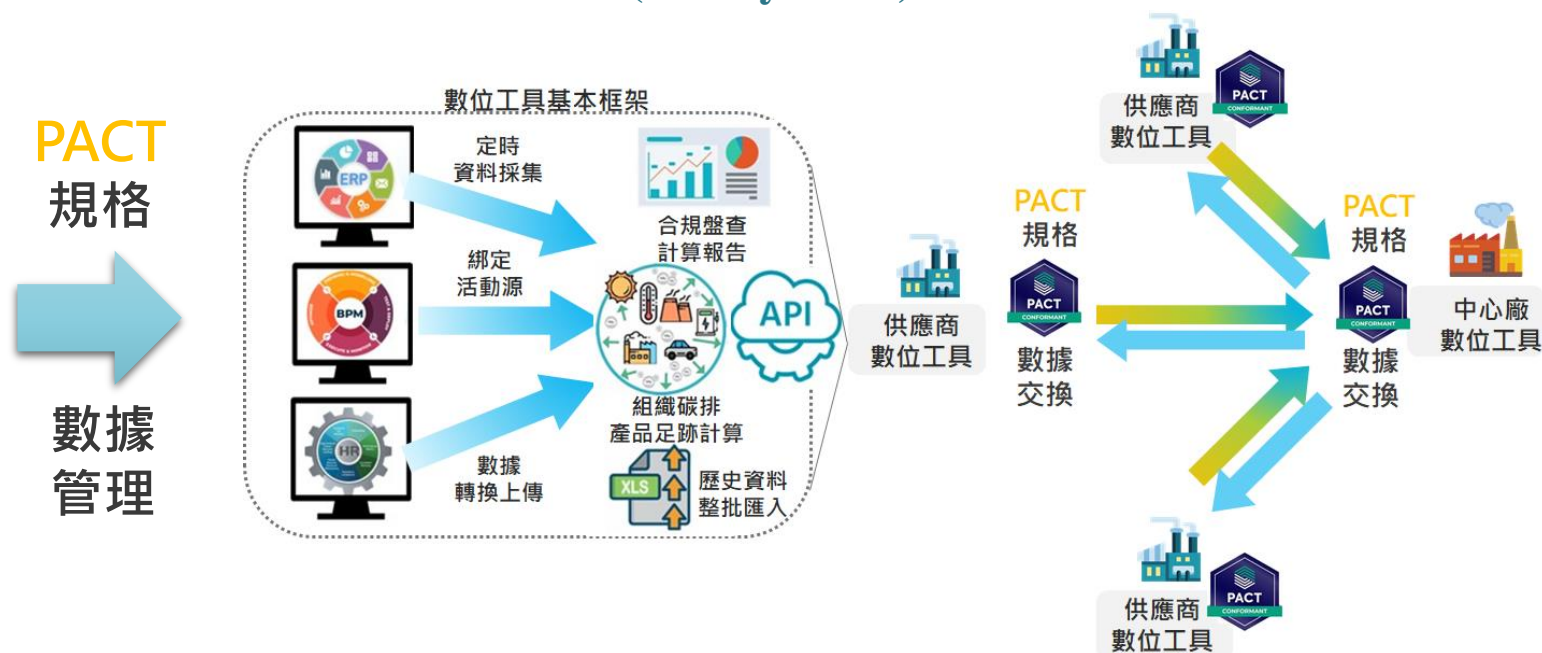 PACT
規格
數據
管理
數位工具基本框架
ERP
定時
資料採集
BPM
綁定
活動源
HR
數據
轉換上傳
合規盤查
計算報告
API
組織碳排
產品足跡計算
XLS
歷史資料
整批匯入
供應商
數位工具
PACT
規格
PACT
CONFORMANT
數據
交換
供應商
數位工具
PACT
CONFORMANT
PACT
規格
PACT
CONFORMANT
數據
交換
中心廠
數位工具
供應商
數位工具
PACT
CONFORMANT